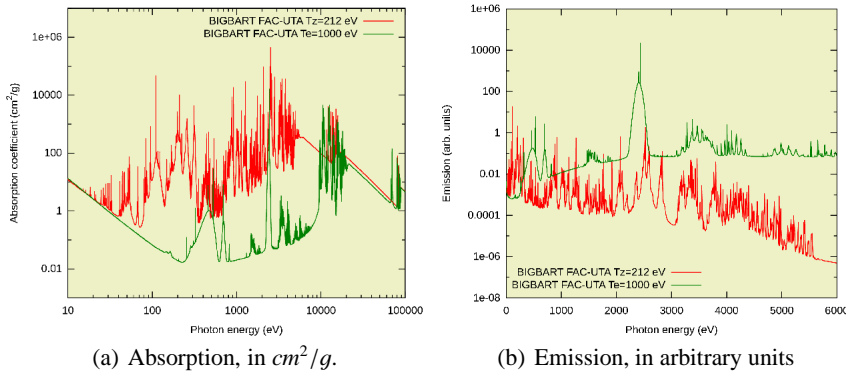 1e+06
10000
100
1
0.01
10
100
1000
10000
100000
Absorption coefficient (cm²/g)
Photon energy (eV)
BIGBART FAC-UTA Tz=212 eV
BIGBART FAC-UTA Te=1000 eV
1e+06
10000
100
1
0.01
0.0001
1e-06
1e-08
0
1000
2000
3000
4000
5000
6000
Emission (arb. units)
Photon energy (eV)
BIGBART FAC-UTA Tz=212 eV
BIGBART FAC-UTA Te=1000 eV
(a) Absorption, in cm²/g.
(b) Emission, in arbitrary units